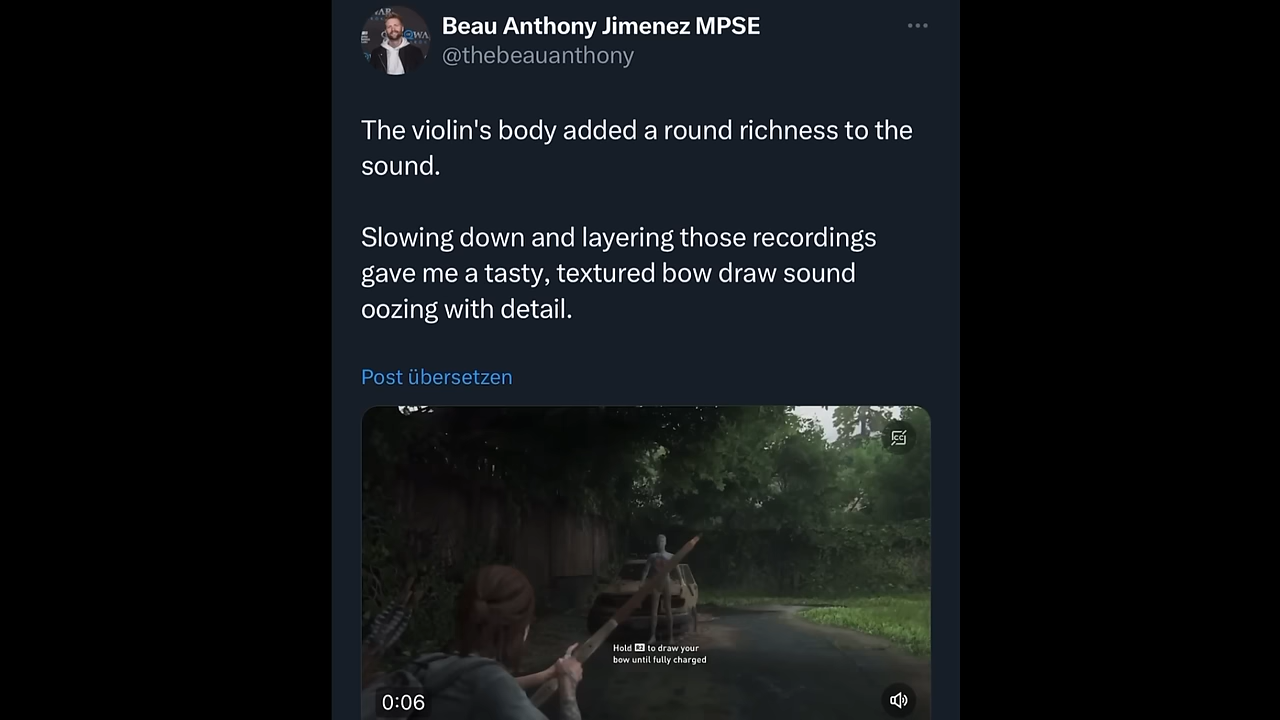 Beau Anthony Jimenez MPSE
@thebeauanthony
The violin's body added a round richness to the
sound.
Slowing down and layering those recordings
gave me a tasty, textured bow draw sound
oozing with detail.
Post übersetzen
CC
Hold R2 to draw your
bow until fully charged
0:06